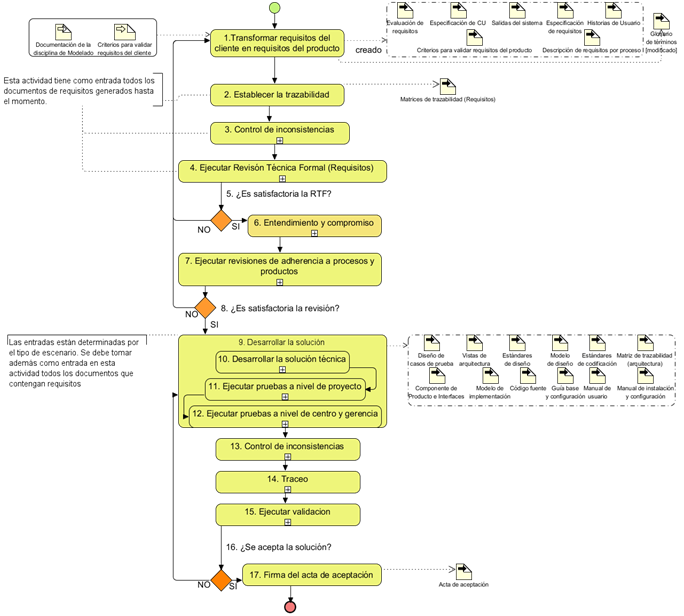 Evaluación de
requisitos
Especificación de CU
Salidas del sistema
Especificación
de requisitos
Historias de Usuario
Criterios para validar requisitos del producto
Descripción de requisitos por proceso
Glosario
de términos
[modificado]
creado
Documentación de la
disciplina de Modelado
Criterios para validar
requisitos del cliente
1.Transformar requisitos del
cliente en requisitos del producto
Esta actividad tiene como entrada todos los
documentos de requisitos generados hasta
el momento.
2. Establecer la trazabilidad
Matrices de trazabilidad (Requisitos)
3. Control de inconsistencias
4. Ejecutar Revisón Técnica Formal (Requisitos)
5. ¿Es satisfactoria la RTF?
NO
SI
6. Entendimiento y compromiso
7. Ejecutar revisiones de adherencia a procesos y
productos
8. ¿Es satisfactoria la revisión?
NO
SI
Las entradas están determinadas por
el tipo de escenario. Se debe tomar
además como entrada en esta
actividad todos los documentos que
contengan requisitos
9. Desarrollar la solución
10. Desarrollar la solución técnica
11. Ejecutar pruebas a nivel de proyecto
12. Ejecutar pruebas a nivel de centro y gerencia
Diseño de
casos de prueba
Vistas de
arquitectura
Estándares
de diseño
Modelo
de diseño
Estándares
de codificación
Matriz de trazabilidad
(arquitectura)
Componente de
Producto e Interfaces
Modelo de
implementación
Código fuente
Guía base
y configuración
Manual de
usuario
Manual de instalación
y configuración
13. Control de inconsistencias
14. Traceo
15. Ejecutar validacion
16. ¿Se acepta la solución?
NO
SI
17. Firma del acta de aceptación
Acta de aceptación